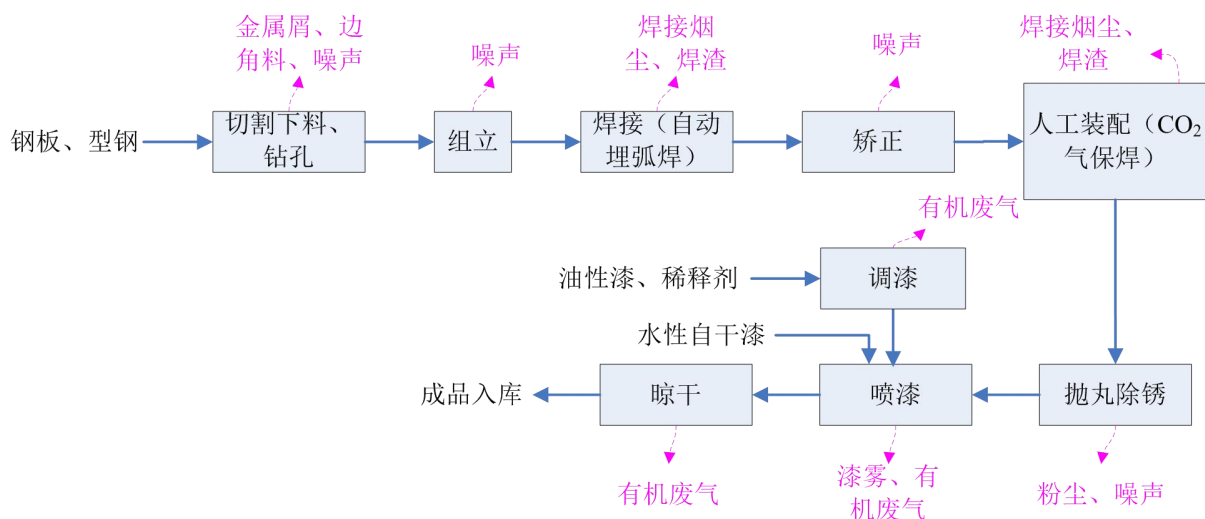 金属屑、边
角料、噪声
噪声
焊接烟
尘、焊渣
噪声
焊接烟尘、
焊渣
钢板、型钢
切割下料、
钻孔
组立
焊接（自动
埋弧焊）
矫正
人工装配（CO₂
气保焊）
有机废气
油性漆、稀释剂
调漆
水性自干漆
成品入库
晾干
喷漆
抛丸除锈
有机废气
漆雾、有
机废气
粉尘、噪声